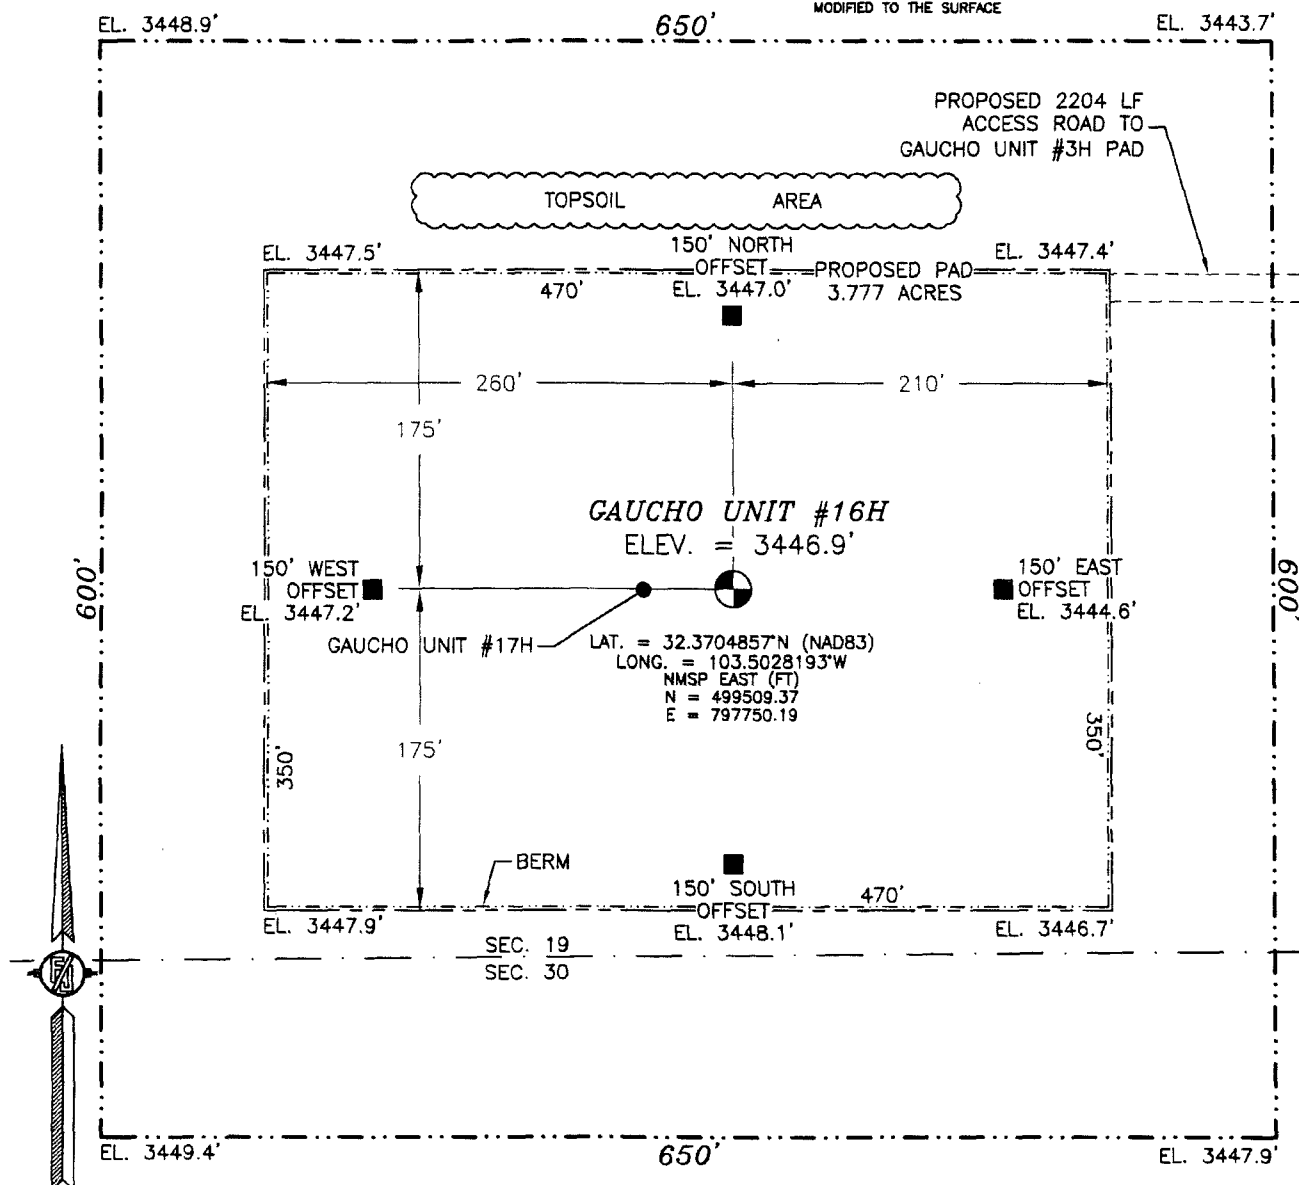 MODIFIED TO THE SURFACE
EL. 3448.9'
650'
EL. 3443.7'
PROPOSED 2204 LF
ACCESS ROAD TO
GAUCHO UNIT #3H PAD
TOPSOIL AREA
EL. 3447.5'
150' NORTH
OFFSET
EL. 3447.0'
EL. 3447.4'
PROPOSED PAD
3.777 ACRES
470'
260'
210'
175'
GAUCHO UNIT #16H
ELEV. = 3446.9'
600'
150' WEST
OFFSET
EL. 3447.2'
150' EAST
OFFSET
EL. 3444.6'
600'
GAUCHO UNIT #17H
LAT. = 32.3704857°N (NAD83)
LONG. = 103.5028193°W
NMSP EAST (FT)
N = 499509.37
E = 797750.19
350'
175'
350'
BERM
150' SOUTH
OFFSET
EL. 3448.1'
470'
EL. 3447.9'
EL. 3446.7'
SEC. 19
SEC. 30
EL. 3449.4'
650'
EL. 3447.9'